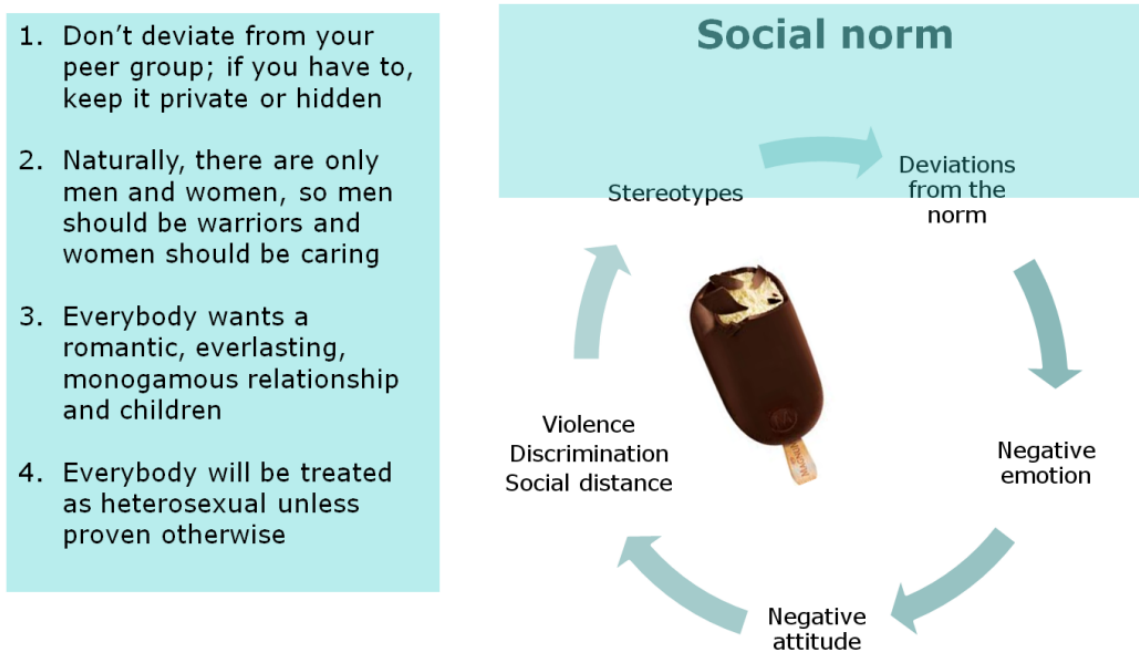 1. Don't deviate from your
peer group; if you have to,
keep it private or hidden
2. Naturally, there are only
men and women, so men
should be warriors and
women should be caring
3. Everybody wants a
romantic, everlasting,
monogamous relationship
and children
4. Everybody will be treated
as heterosexual unless
proven otherwise
Social norm
Stereotypes
Deviations
from the
norm
Negative
emotion
Negative
attitude
Violence
Discrimination
Social distance